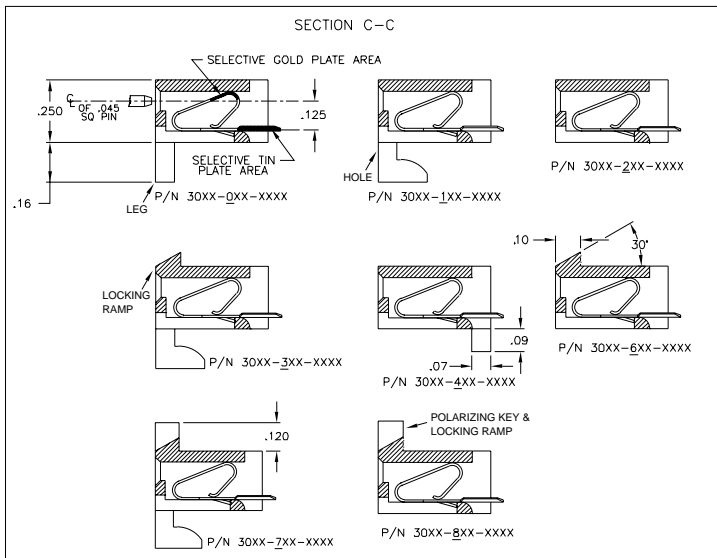 SECTION C-C
SELECTIVE GOLD PLATE AREA
.250
℄ OF .045
SQ PIN
.125
SELECTIVE TIN
PLATE AREA
.16
LEG
P/N 30XX-0XX-XXXX
HOLE
P/N 30XX-1XX-XXXX
P/N 30XX-2XX-XXXX
LOCKING
RAMP
P/N 30XX-3XX-XXXX
.09
.07
P/N 30XX-4XX-XXXX
.10
30°
P/N 30XX-6XX-XXXX
.120
P/N 30XX-7XX-XXXX
POLARIZING KEY &
LOCKING RAMP
P/N 30XX-8XX-XXXX